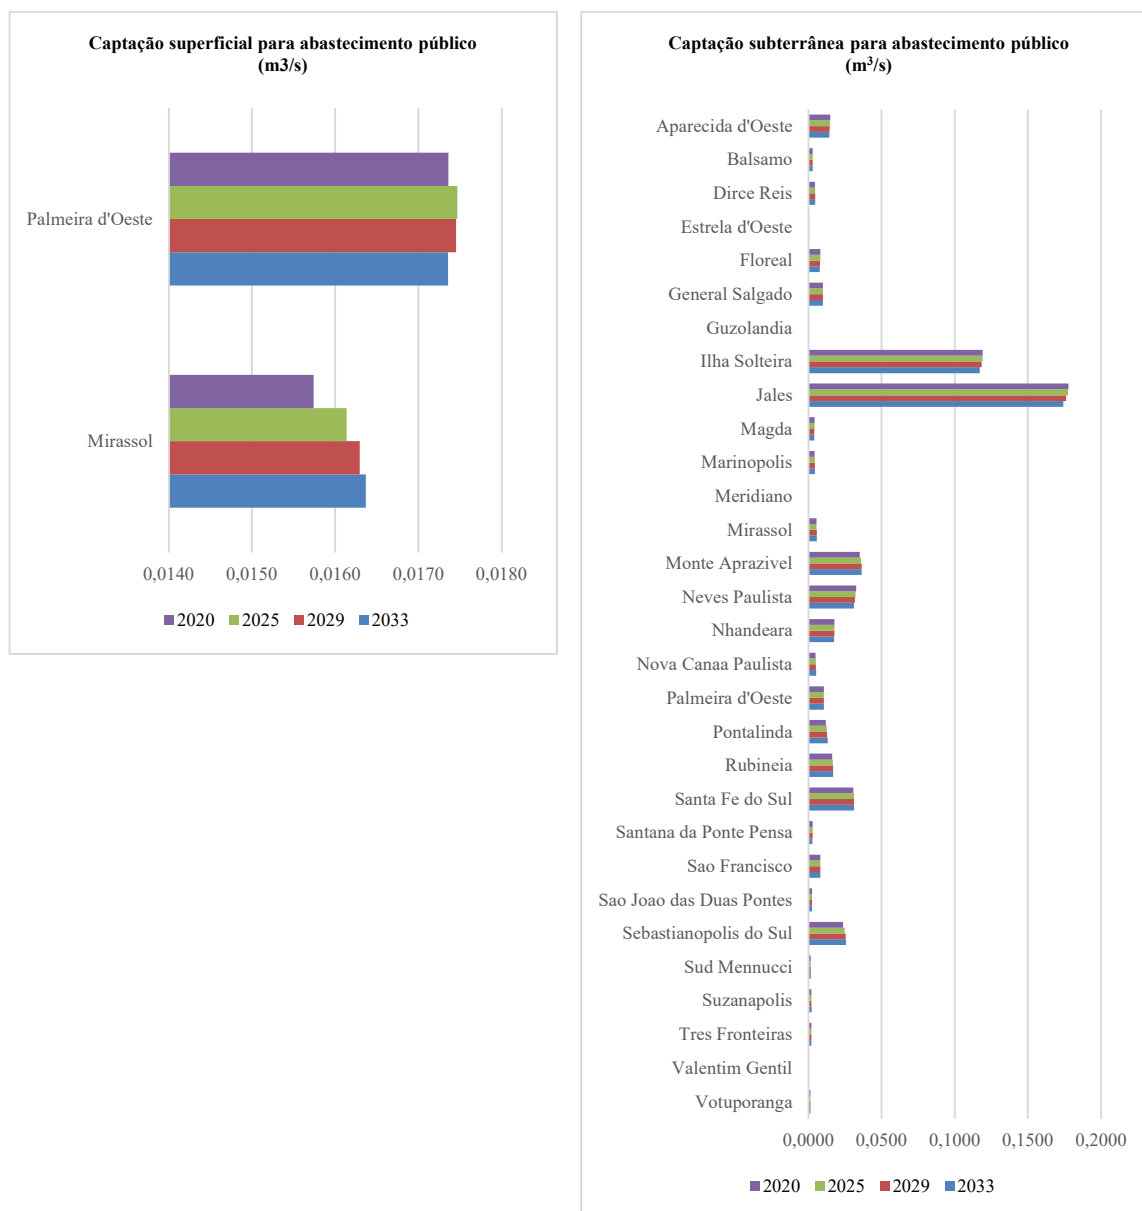 Captação superficial para abastecimento público
(m3/s)
Palmeira d'Oeste
Mirassol
0,0140 0,0150 0,0160 0,0170 0,0180
2020 2025 2029 2033
Captação subterrânea para abastecimento público
(m³/s)
Aparecida d'Oeste
Balsamo
Dirce Reis
Estrela d'Oeste
Floreal
General Salgado
Guzolandia
Ilha Solteira
Jales
Magda
Marinopolis
Meridiano
Mirassol
Monte Aprazivel
Neves Paulista
Nhandeara
Nova Canaa Paulista
Palmeira d'Oeste
Pontalinda
Rubineia
Santa Fe do Sul
Santana da Ponte Pensa
Sao Francisco
Sao Joao das Duas Pontes
Sebastianopolis do Sul
Sud Mennucci
Suzanapolis
Tres Fronteiras
Valentim Gentil
Votuporanga
0,0000 0,0500 0,1000 0,1500 0,2000
2020 2025 2029 2033